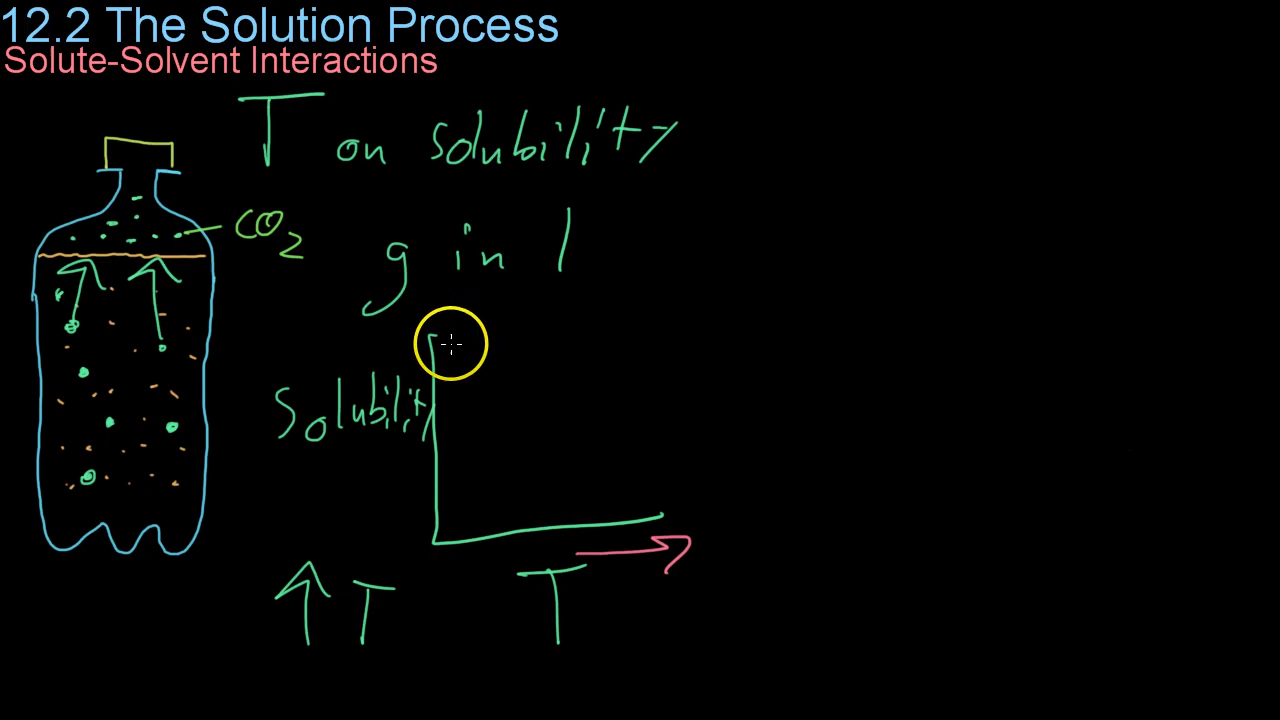 12.2 The Solution Process
Solute-Solvent Interactions
T on solubility
CO2
g in l
Solubility
↑ T
T